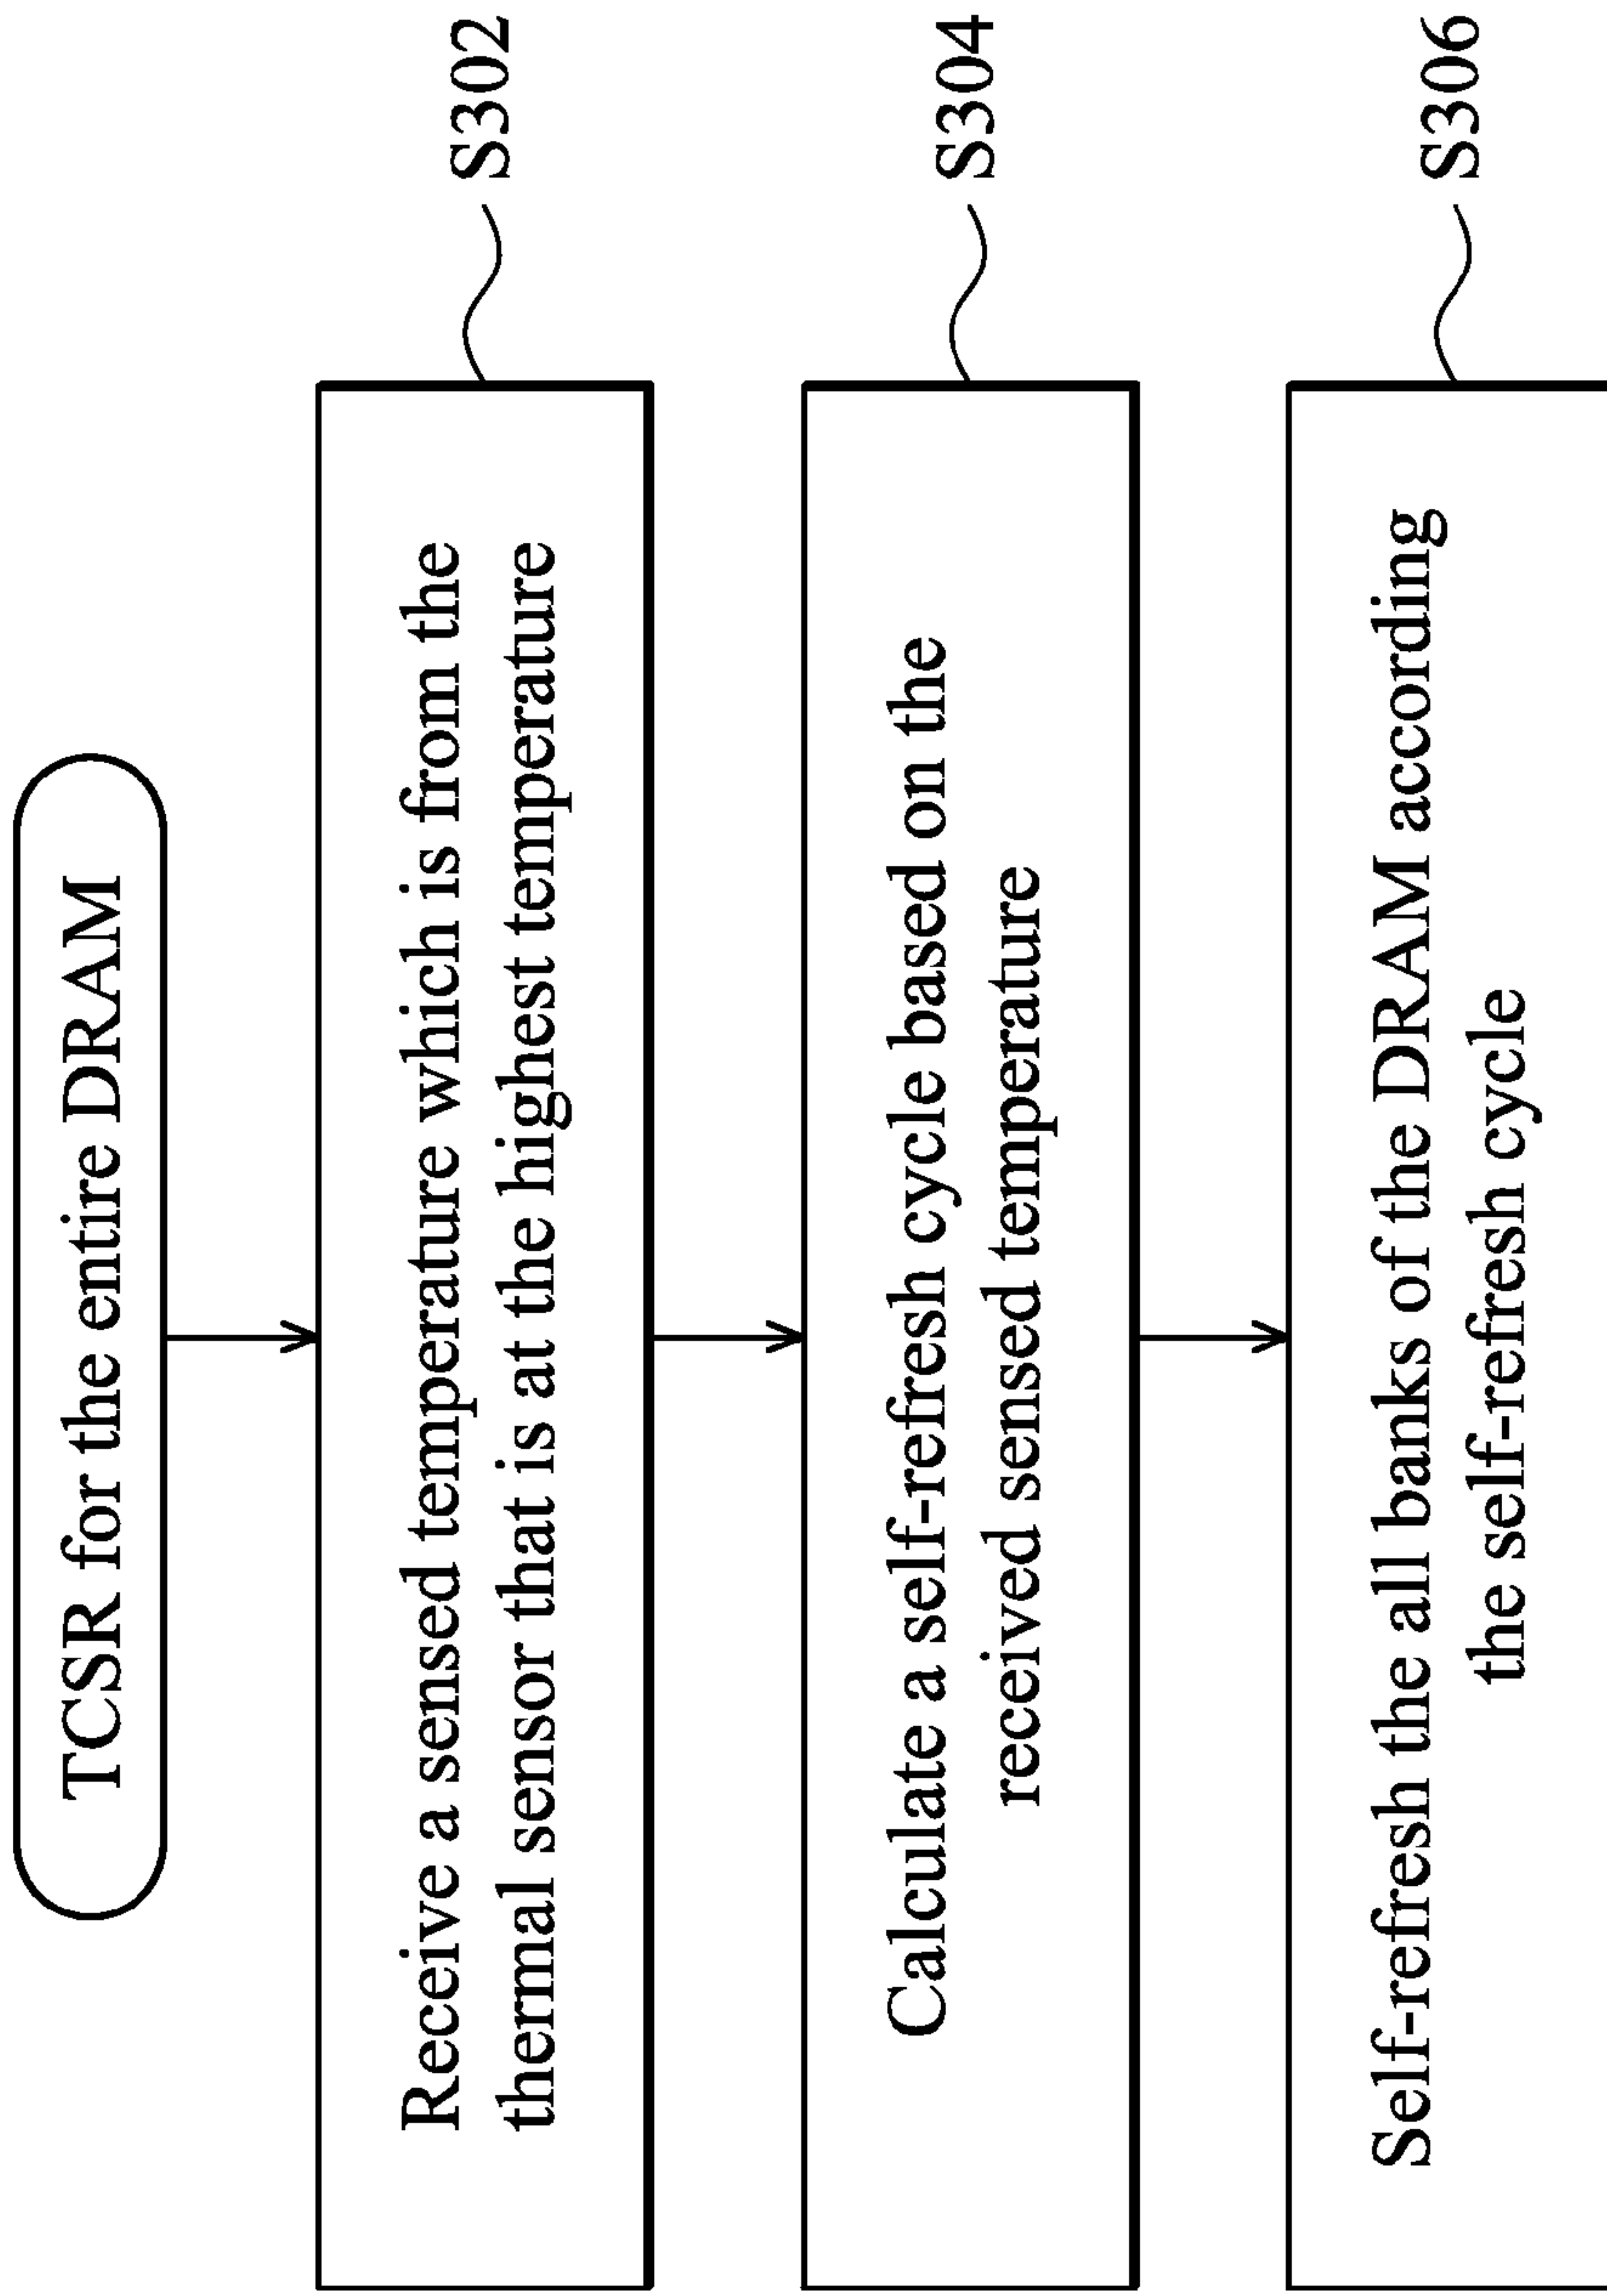 TCSR for the entire DRAM
Receive a sensed temperature which is from the
thermal sensor that is at the highest temperature
S302
Calculate a self-refresh cycle based on the
received sensed temperature
S304
Self-refresh the all banks of the DRAM according
the self-refresh cycle
S306